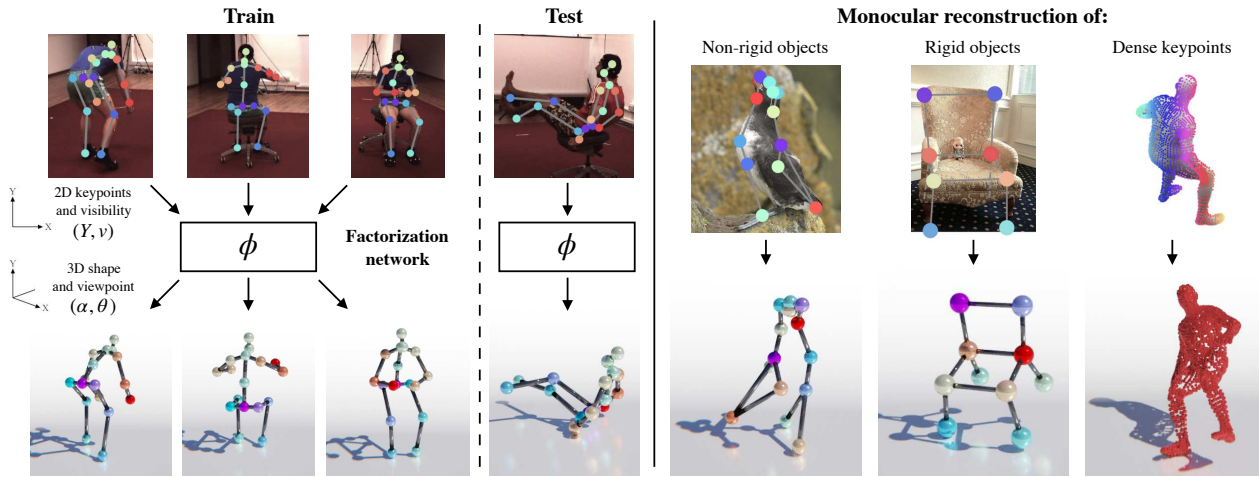 Train
Test
Monocular reconstruction of:
Non-rigid objects
Rigid objects
Dense keypoints
Y
X
2D keypoints
and visibility
(Y, v)
ϕ
Factorization
network
ϕ
Y
X
3D shape
and viewpoint
(α, θ)